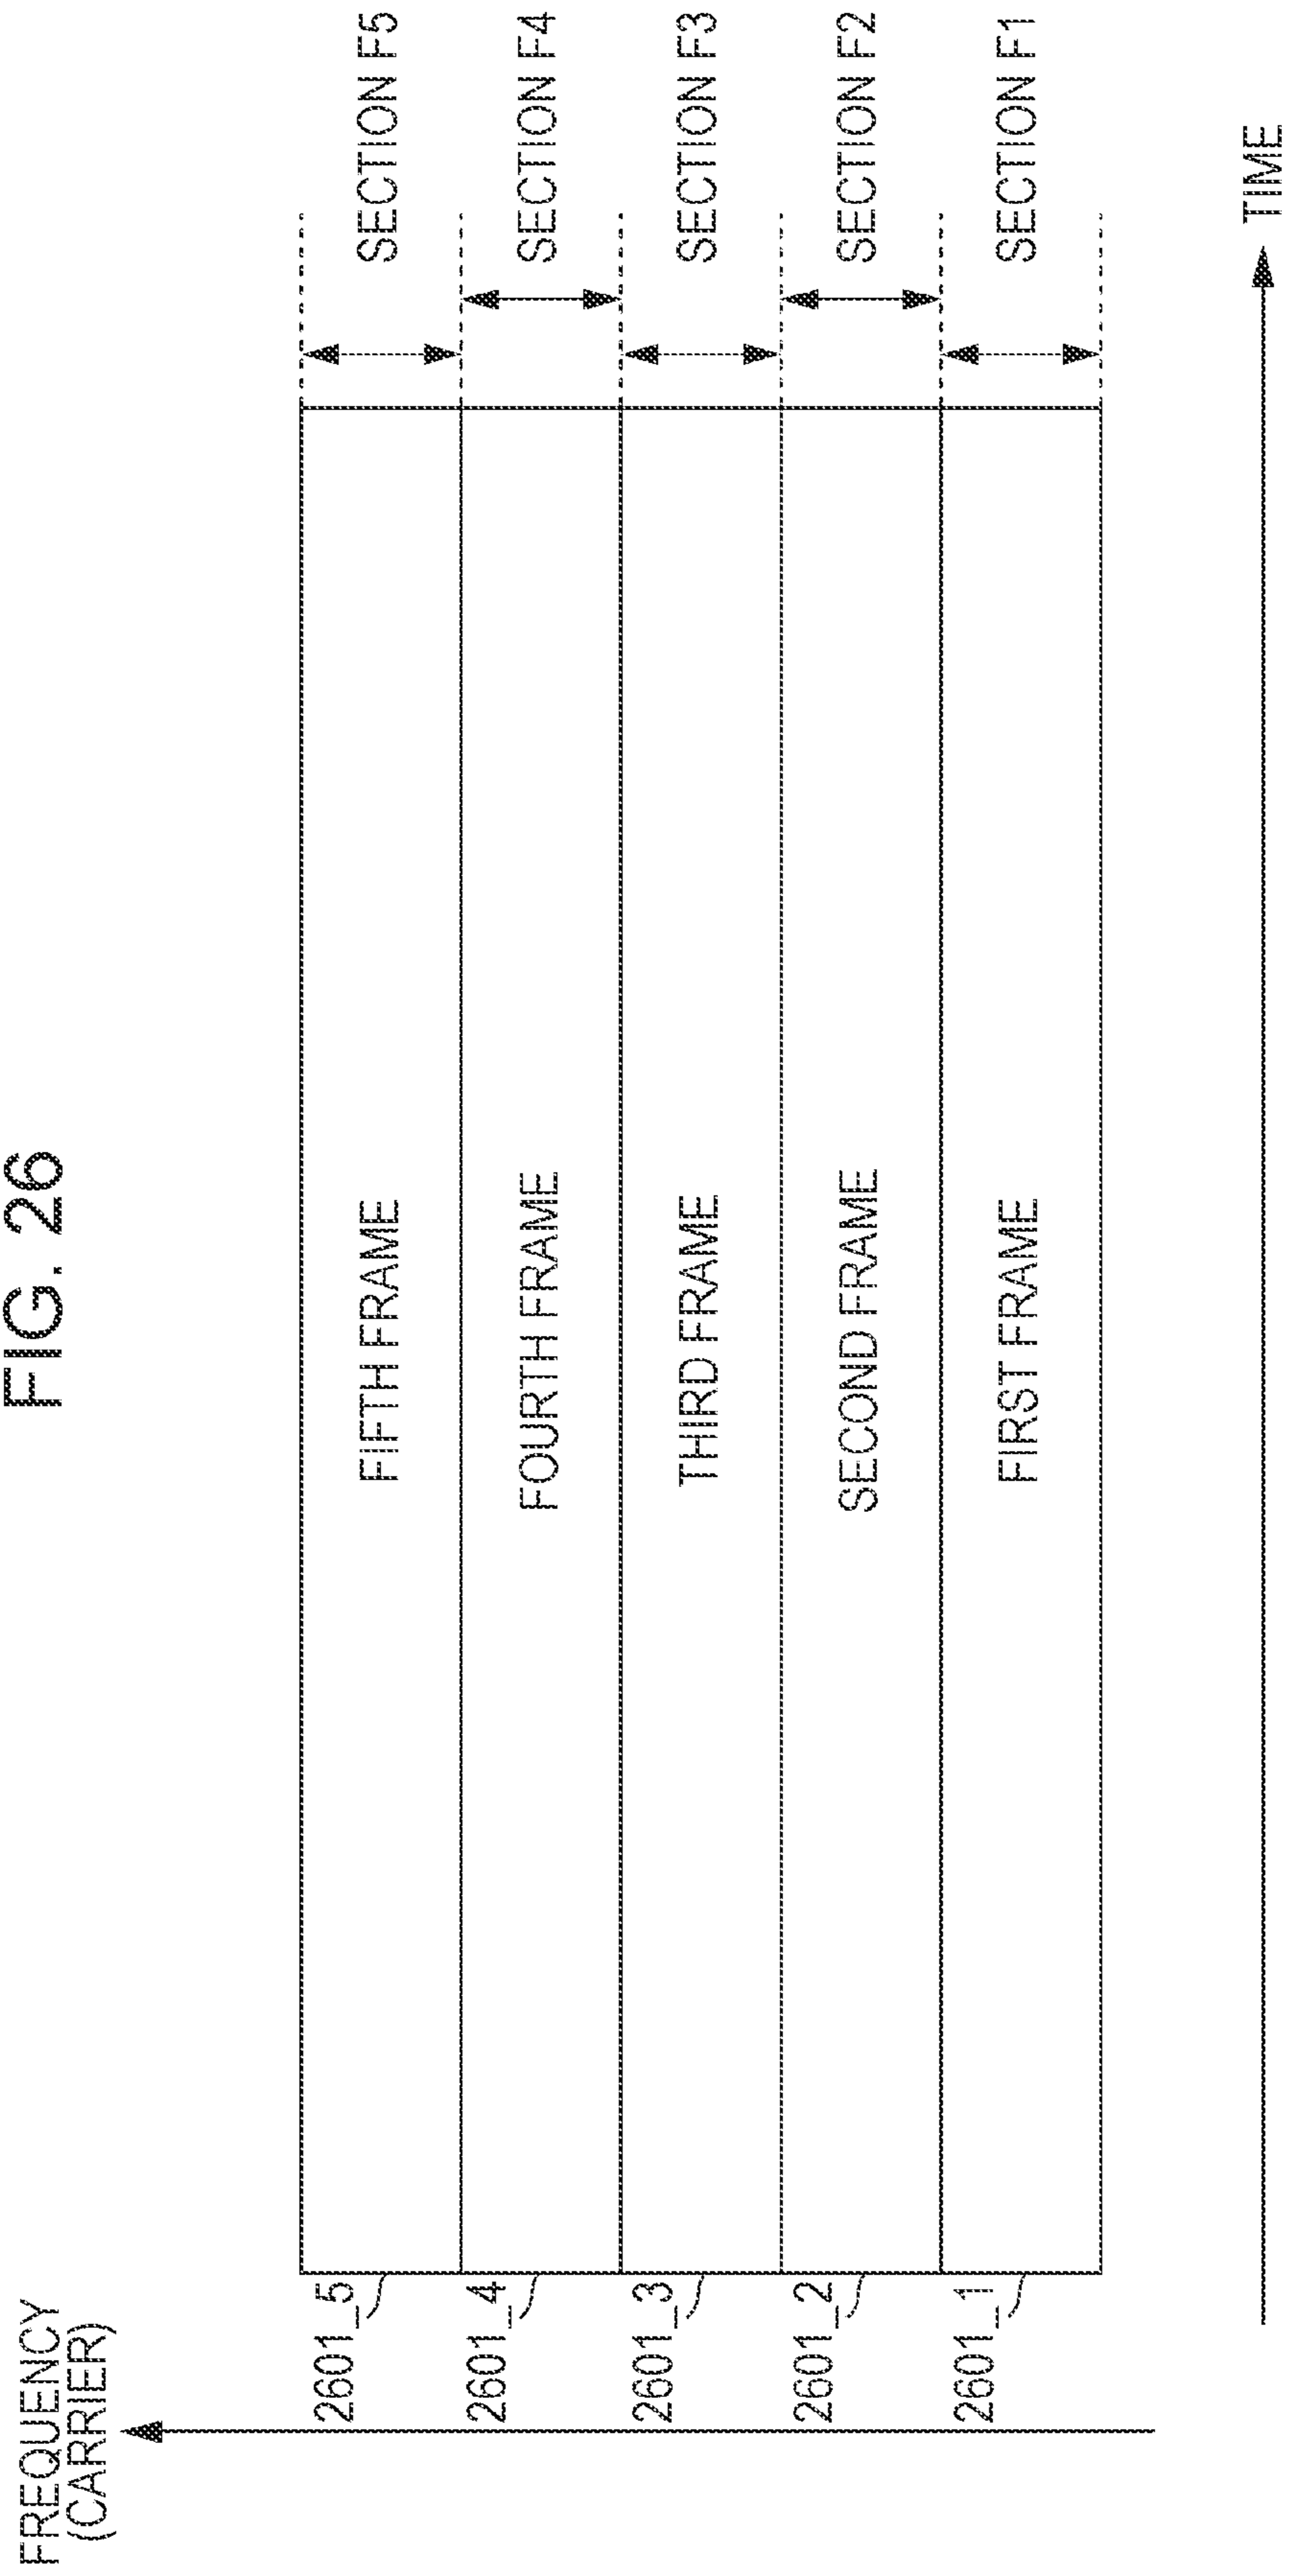 FIG. 26
FREQUENCY
(CARRIER)
2601_5
FIFTH FRAME
SECTION F5
2601_4
FOURTH FRAME
SECTION F4
2601_3
THIRD FRAME
SECTION F3
2601_2
SECOND FRAME
SECTION F2
2601_1
FIRST FRAME
SECTION F1
TIME